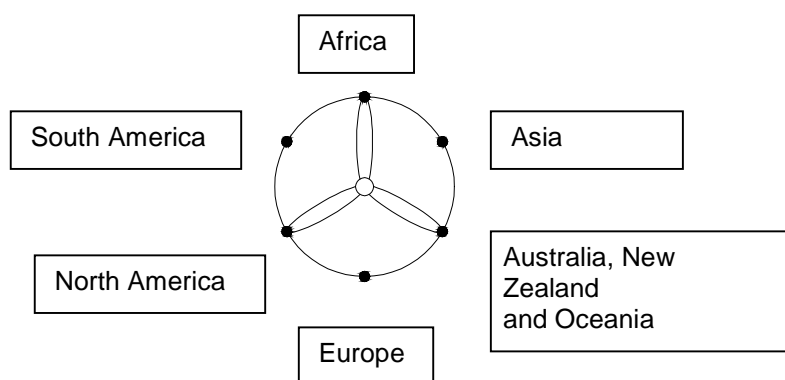 Africa
South America
Asia
North America
Australia, New
Zealand
and Oceania
Europe